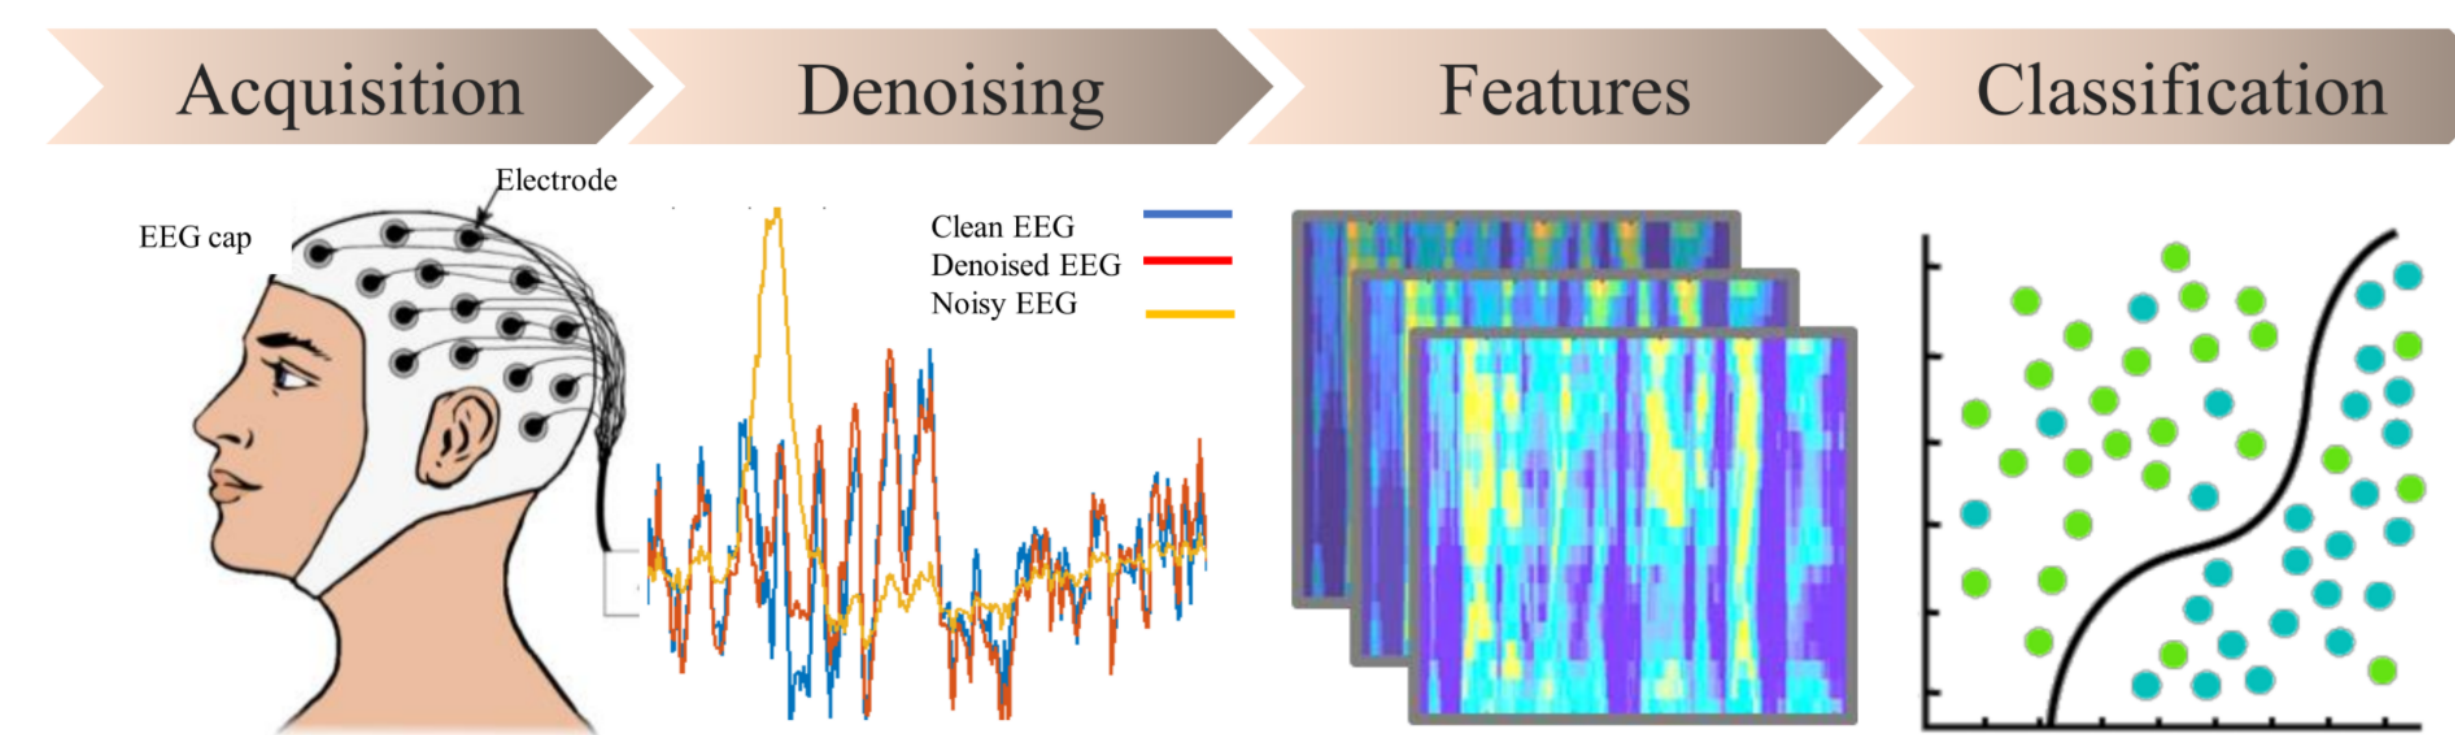 Acquisition
Denoising
Features
Classification
Electrode
EEG cap
Clean EEG
Denoised EEG
Noisy EEG